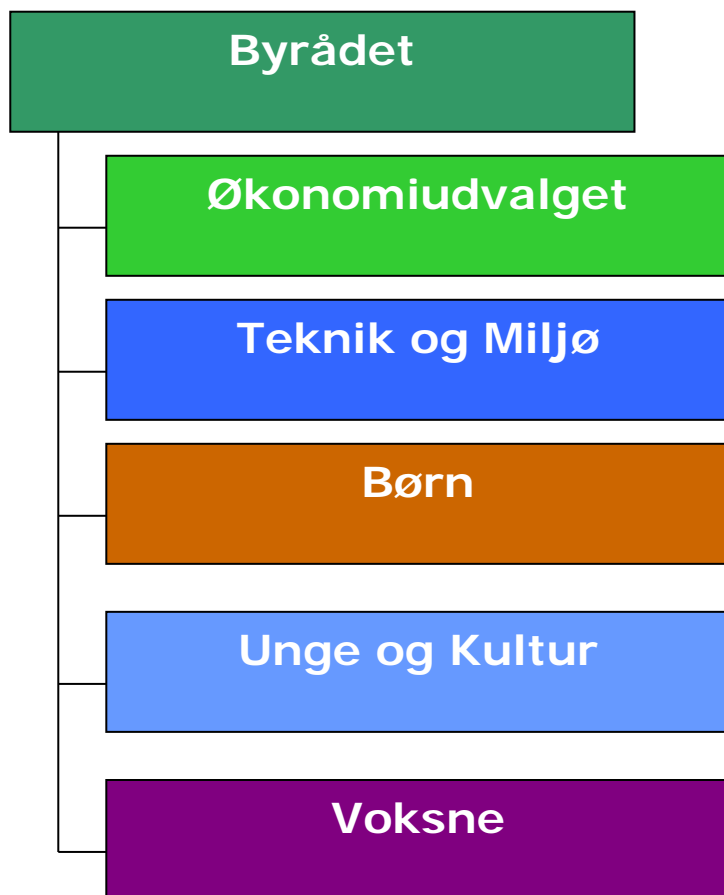 Byrådet
Økonomiudvalget
Teknik og Miljø
Børn
Unge og Kultur
Voksne